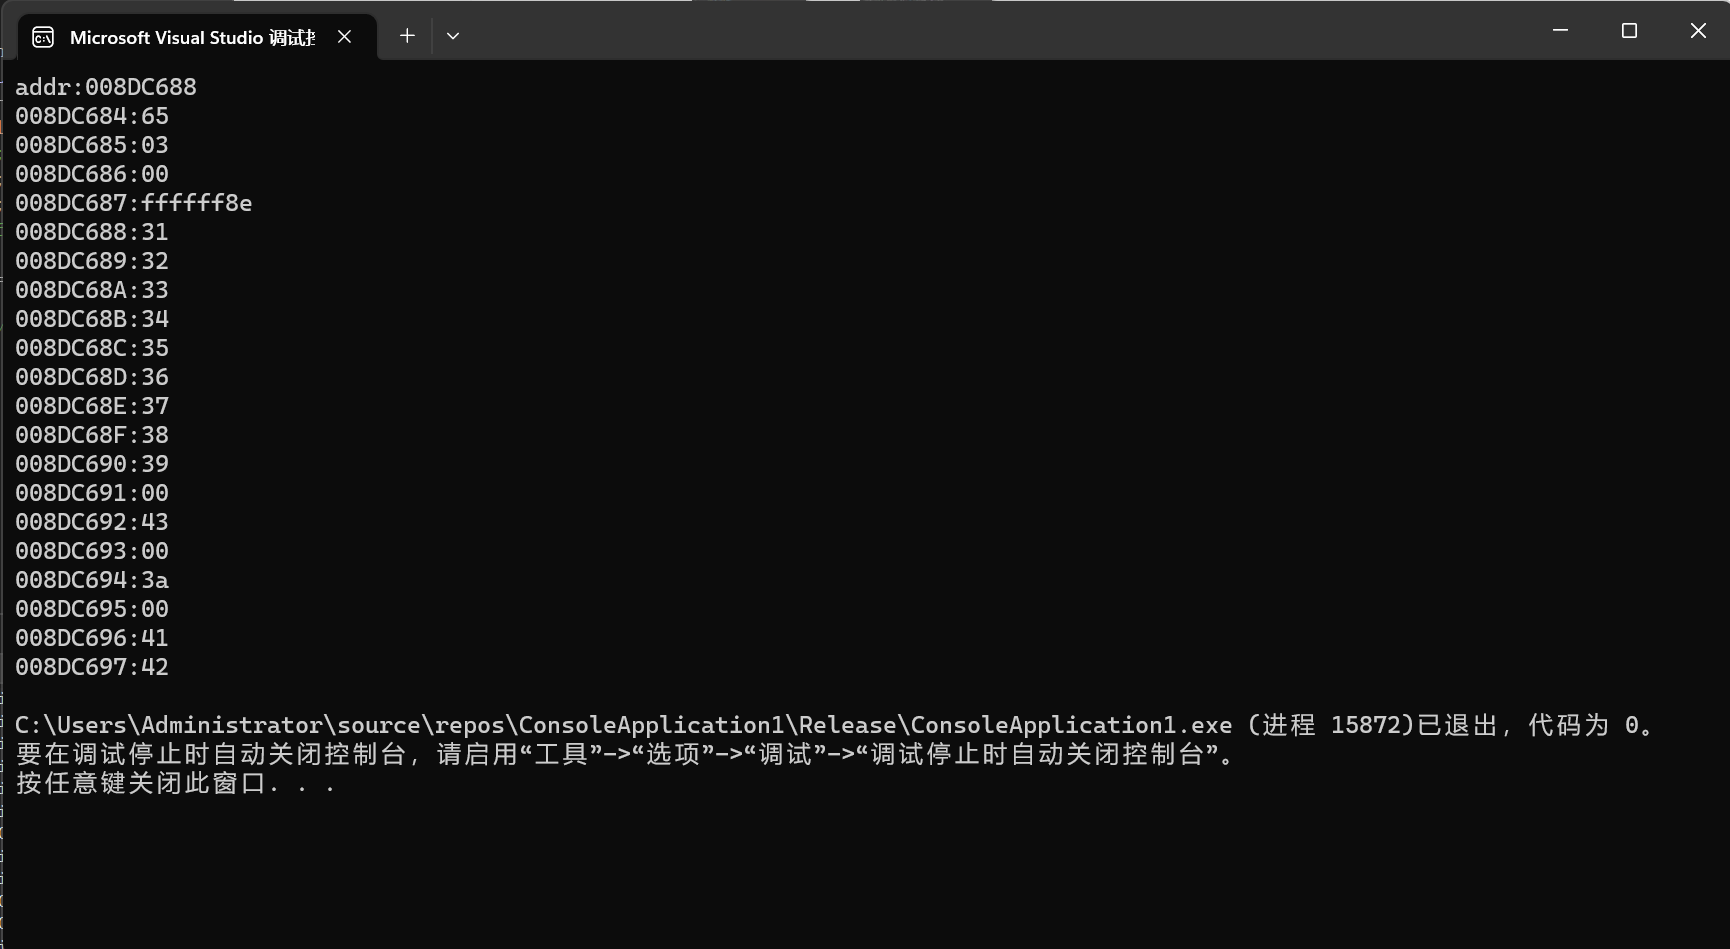 Microsoft Visual Studio 调试
addr:008DC688
008DC684:65
008DC685:03
008DC686:00
008DC687:ffffff8e
008DC688:31
008DC689:32
008DC68A:33
008DC68B:34
008DC68C:35
008DC68D:36
008DC68E:37
008DC68F:38
008DC690:39
008DC691:00
008DC692:43
008DC693:00
008DC694:3a
008DC695:00
008DC696:41
008DC697:42
C:\Users\Administrator\source\repos\ConsoleApplication1\Release\ConsoleApplication1.exe (进程 15872)已退出，代码为 0。
要在调试停止时自动关闭控制台，请启用“工具”->“选项”->“调试”->“调试停止时自动关闭控制台”。
按任意键关闭此窗口. . .